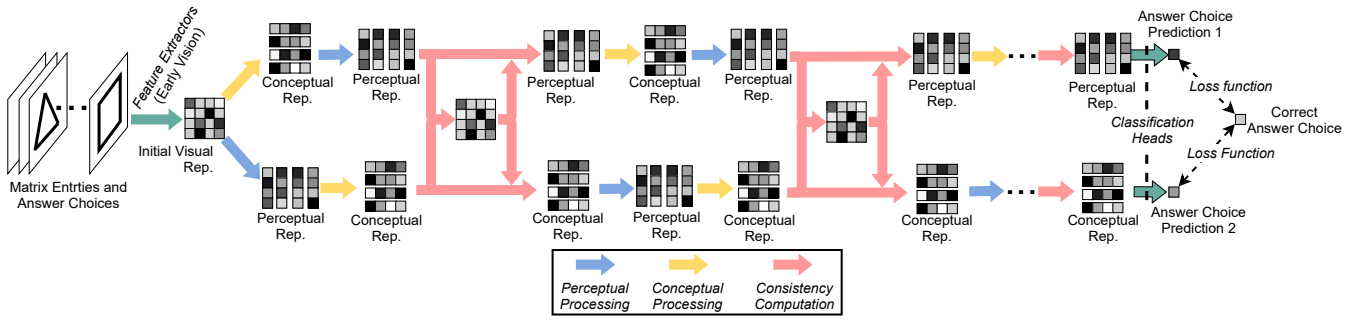 Feature Extractors
(Early Vision)
Matrix Entrties and
Answer Choices
Initial Visual
Rep.
Conceptual
Rep.
Perceptual
Rep.
Perceptual
Rep.
Conceptual
Rep.
Perceptual
Rep.
Conceptual
Rep.
Perceptual
Rep.
Conceptual
Rep.
Perceptual
Rep.
Conceptual
Rep.
Perceptual
Rep.
Perceptual
Rep.
Conceptual
Rep.
Conceptual
Rep.
Answer Choice
Prediction 1
Loss function
Classification
Heads
Correct
Answer Choice
Loss Function
Answer Choice
Prediction 2
Perceptual
Processing
Conceptual
Processing
Consistency
Computation